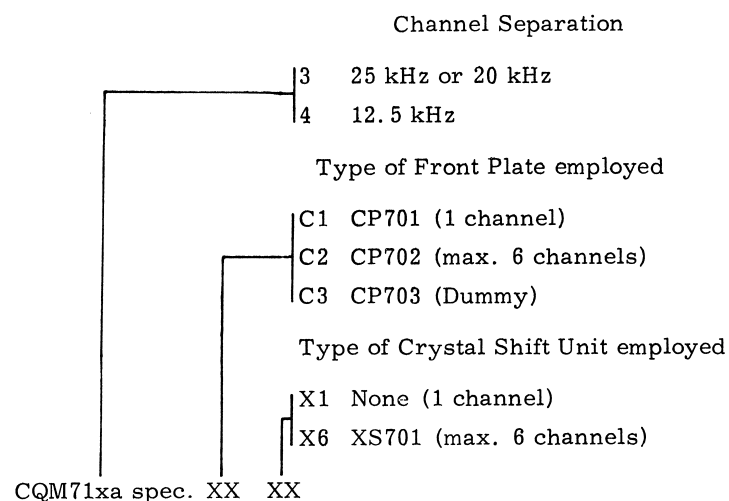 Channel Separation
3 25 kHz or 20 kHz
4 12.5 kHz
Type of Front Plate employed
C1 CP701 (1 channel)
C2 CP702 (max. 6 channels)
C3 CP703 (Dummy)
Type of Crystal Shift Unit employed
X1 None (1 channel)
X6 XS701 (max. 6 channels)
CQM71xa spec. XX XX